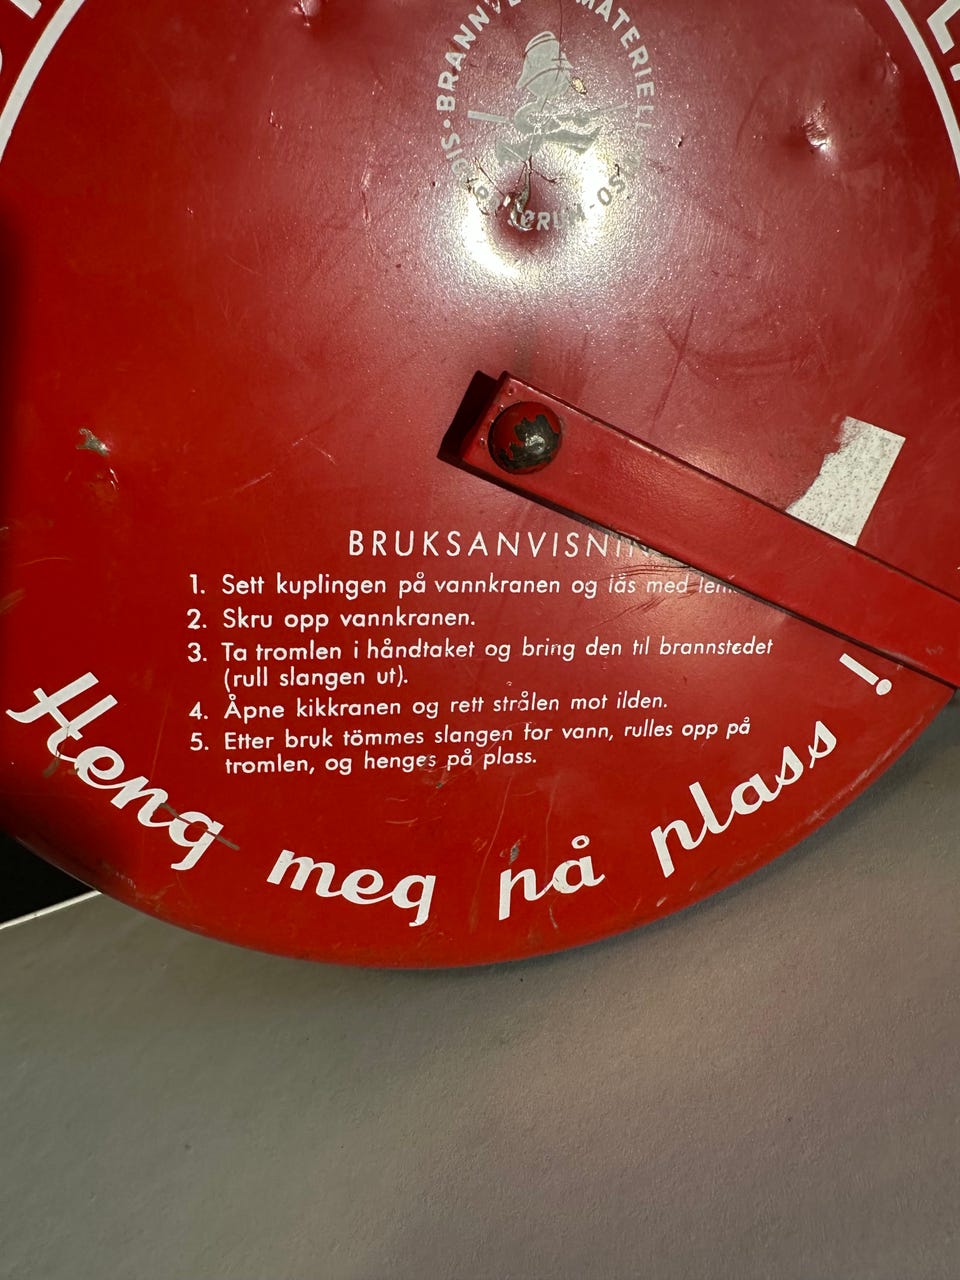 BRANNV MATERIELL
BRUKSANVISNIN
1. Sett kuplingen på vannkranen og lås med
2. Skru opp vannkranen.
3. Ta tromlen i håndtaket og bring den til brannstedet
(rull slangen ut).
4. Åpne kikkranen og rett strålen mot ilden.
5. Etter bruk tömmes slangen for vann, rulles opp på
tromlen, og henges på plass.
Heng meg på plass !